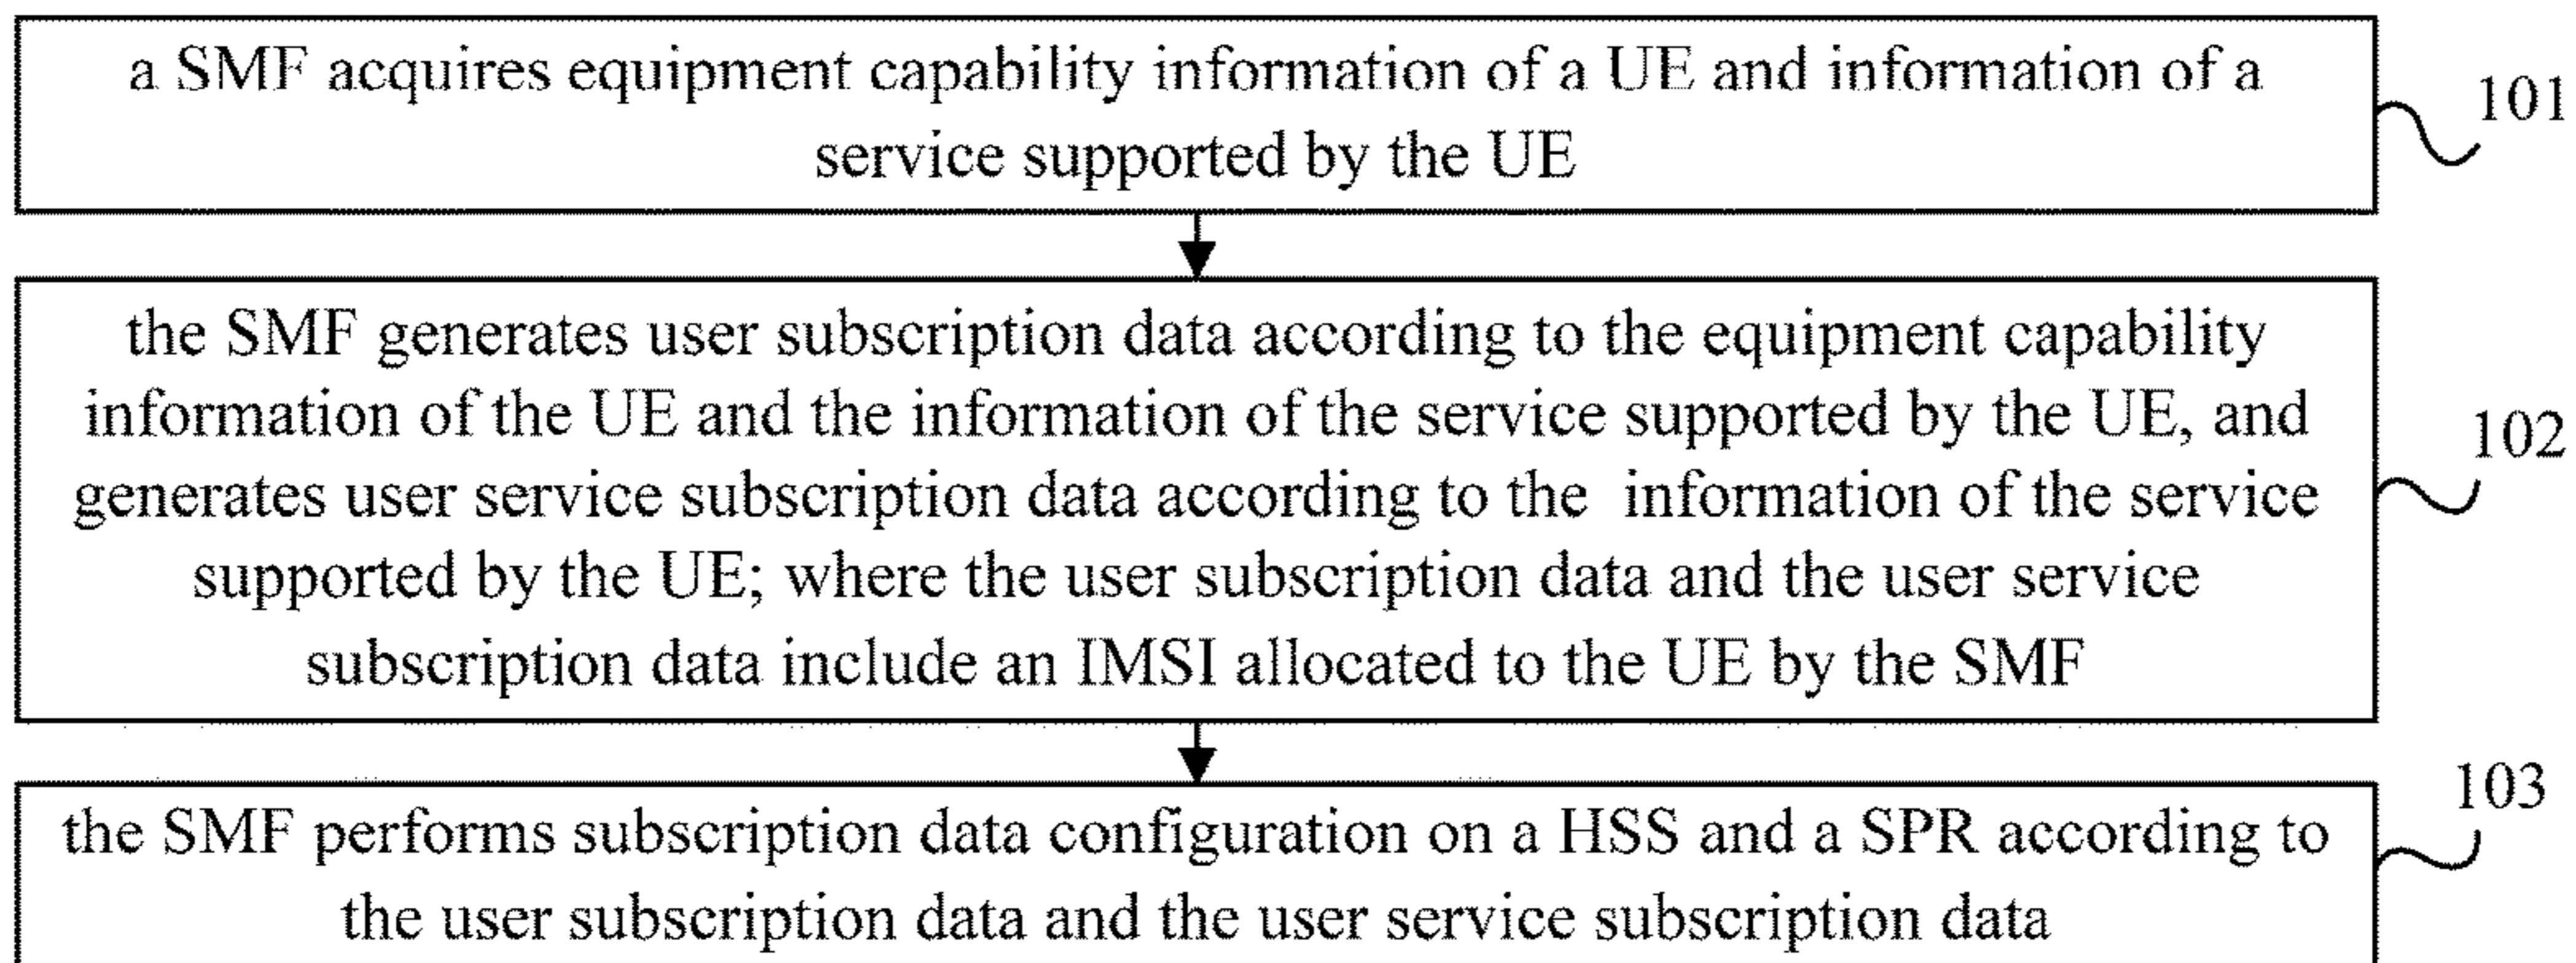 a SMF acquires equipment capability information of a UE and information of a
service supported by the UE
101
the SMF generates user subscription data according to the equipment capability
information of the UE and the information of the service supported by the UE, and
generates user service subscription data according to the information of the service
supported by the UE; where the user subscription data and the user service
subscription data include an IMSI allocated to the UE by the SMF
102
the SMF performs subscription data configuration on a HSS and a SPR according to
the user subscription data and the user service subscription data
103